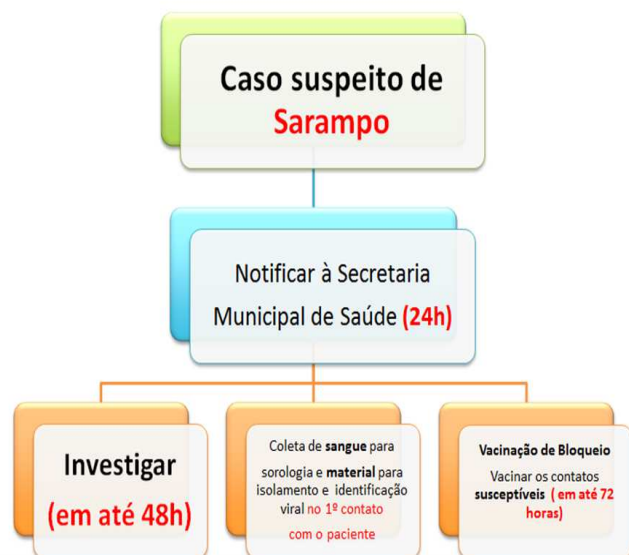 Caso suspeito de
Sarampo
Notificar à Secretaria
Municipal de Saúde (24h)
Investigar
(em até 48h)
Coleta de sangue para
sorologia e material para
isolamento e identificação
viral no 1º contato
com o paciente
Vacinação de Bloqueio
Vacinar os contatos
susceptíveis ( em até 72
horas)